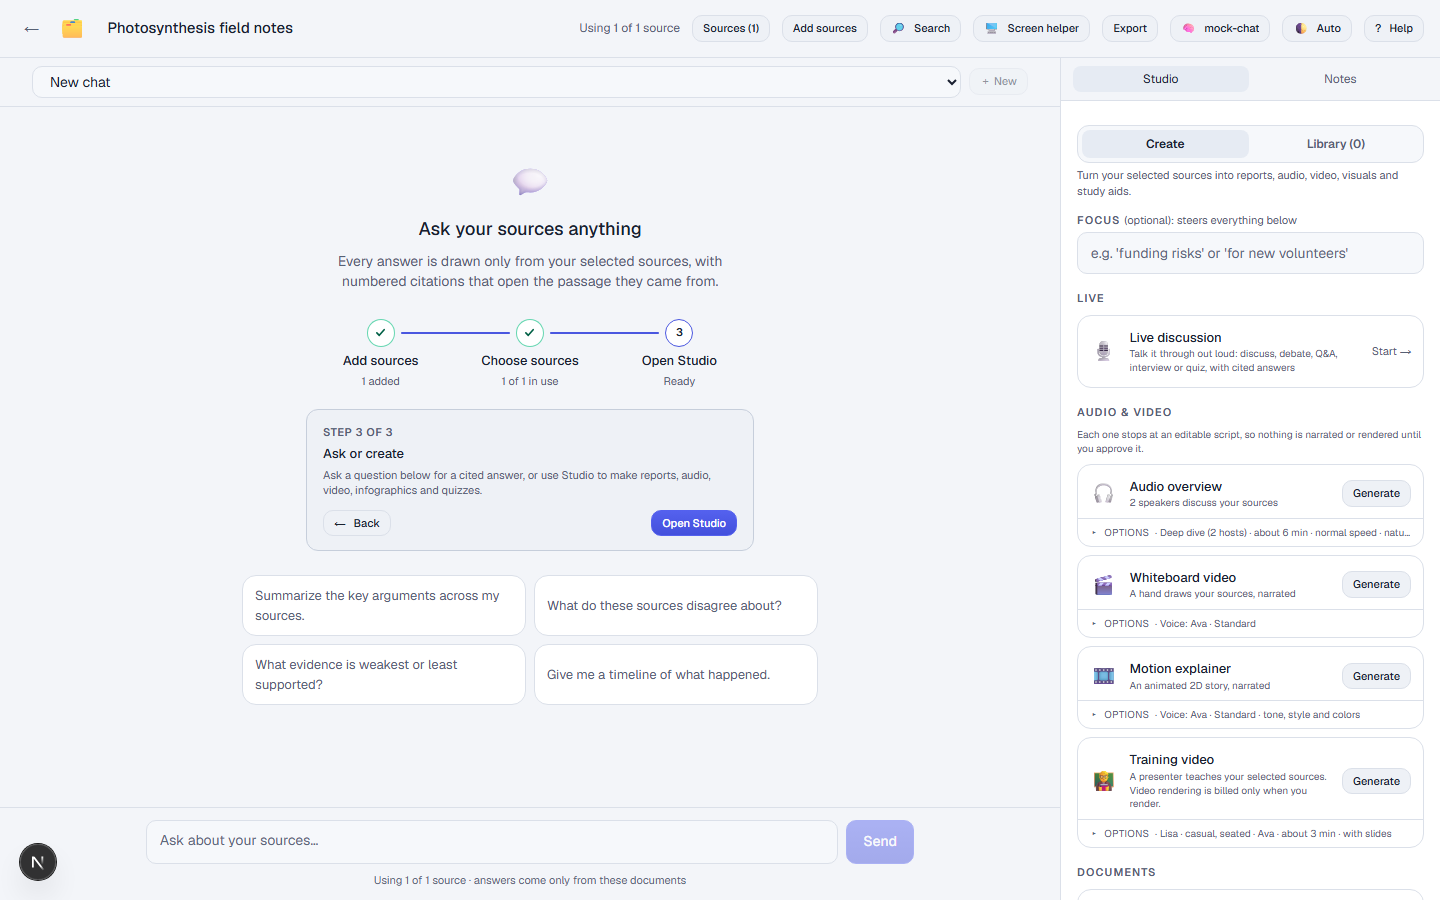 ← Photosynthesis field notes
Using 1 of 1 source
Sources (1)
Add sources
Search
Screen helper
Export
mock-chat
Auto
? Help
New chat
+ New
Ask your sources anything
Every answer is drawn only from your selected sources, with
numbered citations that open the passage they came from.
3
Add sources
Choose sources
Open Studio
1 added
1 of 1 in use
Ready
STEP 3 OF 3
Ask or create
Ask a question below for a cited answer, or use Studio to make reports, audio,
video, infographics and quizzes.
← Back
Open Studio
Summarize the key arguments across my
sources.
What do these sources disagree about?
What evidence is weakest or least
supported?
Give me a timeline of what happened.
Ask about your sources...
Send
Using 1 of 1 source · answers come only from these documents
N
Studio
Notes
Create
Library (0)
Turn your selected sources into reports, audio, video, visuals and
study aids.
FOCUS (optional): steers everything below
e.g. 'funding risks' or 'for new volunteers'
LIVE
Live discussion
Talk it through out loud: discuss, debate, Q&A,
interview or quiz, with cited answers
Start →
AUDIO & VIDEO
Each one stops at an editable script, so nothing is narrated or rendered until
you approve it.
Audio overview
2 speakers discuss your sources
Generate
OPTIONS · Deep dive (2 hosts) · about 6 min · normal speed · natu...
Whiteboard video
A hand draws your sources, narrated
Generate
OPTIONS · Voice: Ava · Standard
Motion explainer
An animated 2D story, narrated
Generate
OPTIONS · Voice: Ava · Standard · tone, style and colors
Training video
A presenter teaches your selected sources.
Video rendering is billed only when you
render.
Generate
OPTIONS · Lisa · casual, seated · Ava · about 3 min · with slides
DOCUMENTS